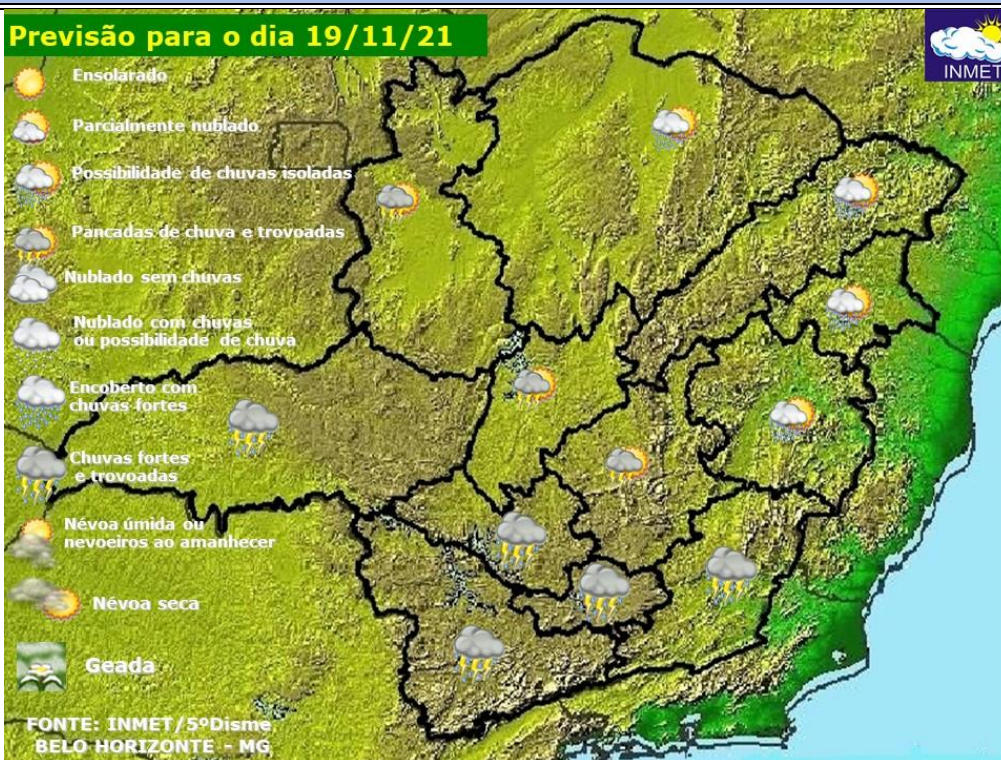 Previsão para o dia 19/11/21
INMET
Ensolarado
Parcialmente nublado
Possibilidade de chuvas isoladas
Pancadas de chuva e trovoadas
Nublado sem chuvas
Nublado com chuvas
ou possibilidade de chuva
Encoberto com
chuvas fortes
Chuvas fortes
e trovoadas
Névoa úmida ou
nevoeiros ao amanhecer
Névoa seca
Geada
FONTE: INMET/5ºDisme
BELO HORIZONTE - MG